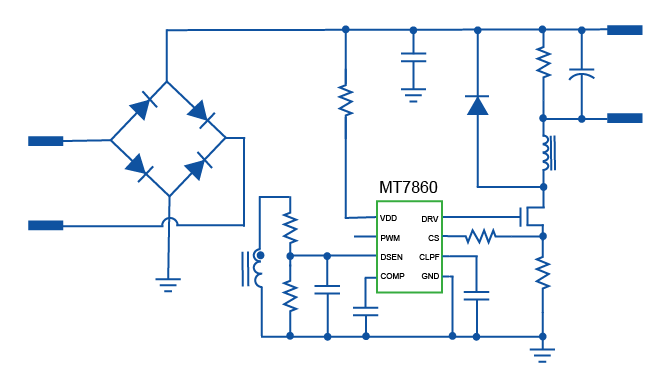 MT7860
VDD DRV
PWM CS
DSEN CLPF
COMP GND